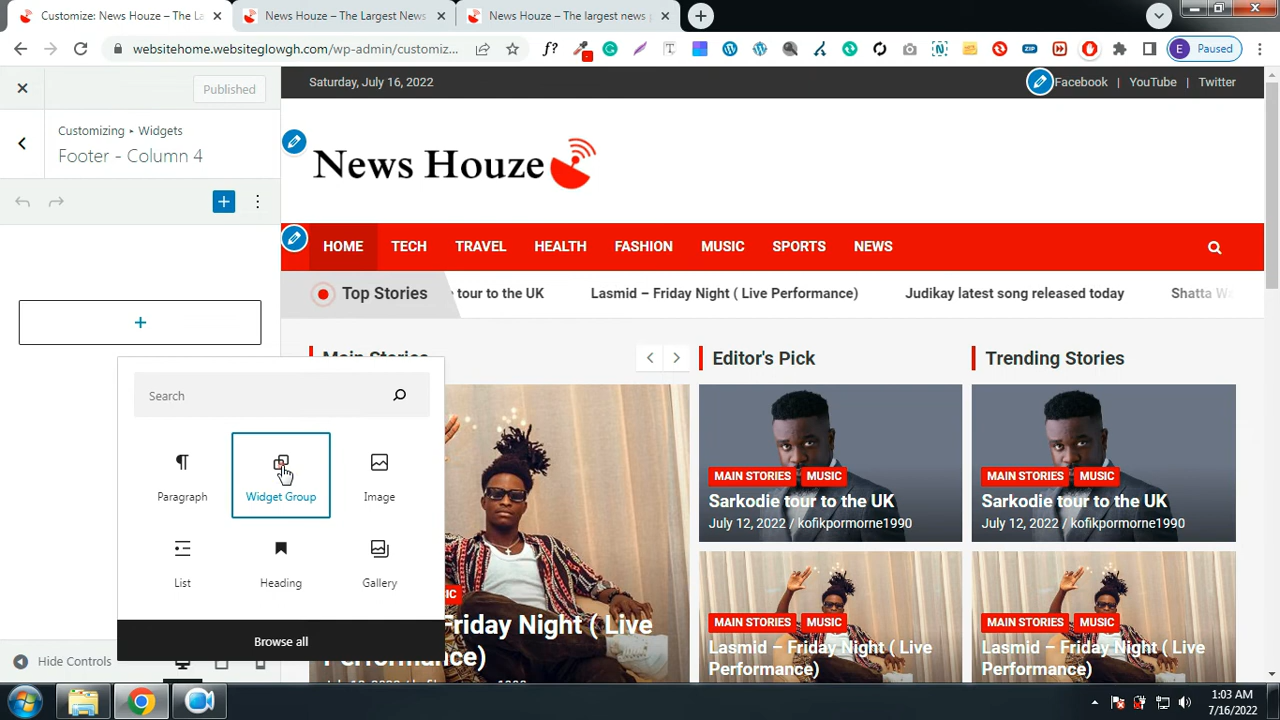 Customize: News Houze – The La
News Houze – The Largest News
News Houze – The largest news
websitehome.websiteglowgh.com/wp-admin/customiz...
f?
T
ZIP
E Paused
Published
Customizing ▸ Widgets
Footer - Column 4
Search
Paragraph
Widget Group
Image
List
Heading
Gallery
Browse all
Hide Controls
Saturday, July 16, 2022
Facebook | YouTube | Twitter
News Houze
HOME TECH TRAVEL HEALTH FASHION MUSIC SPORTS NEWS
Top Stories
tour to the UK
Lasmid – Friday Night ( Live Performance)
Judikay latest song released today
Shatta
Main Stories
Editor's Pick
Trending Stories
Friday Night ( Live
MAIN STORIES MUSIC
Sarkodie tour to the UK
July 12, 2022 / kofikpormorne1990
MAIN STORIES MUSIC
Lasmid – Friday Night ( Live
Performance)
MAIN STORIES MUSIC
Sarkodie tour to the UK
July 12, 2022 / kofikpormorne1990
MAIN STORIES MUSIC
Lasmid – Friday Night ( Live
Performance)
1:03 AM
7/16/2022